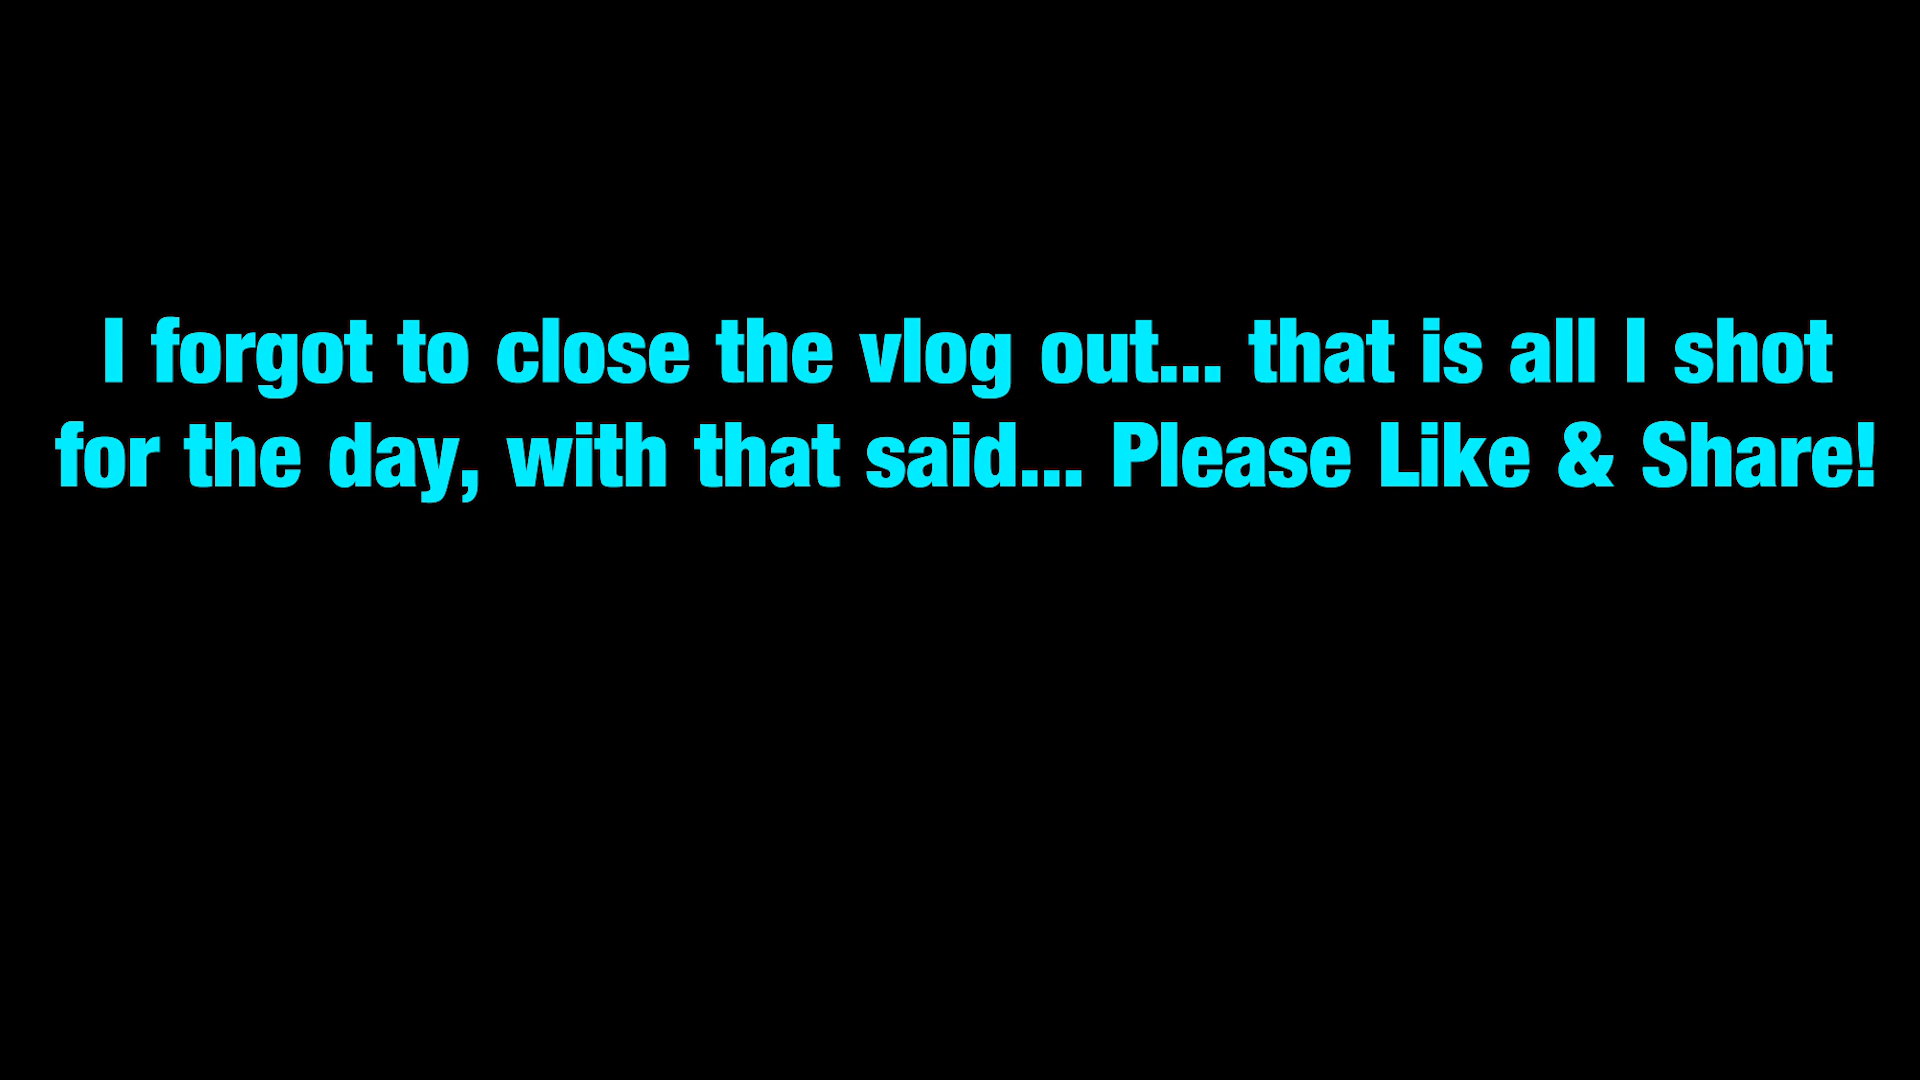 I forgot to close the vlog out... that is all I shot
for the day, with that said... Please Like & Share!